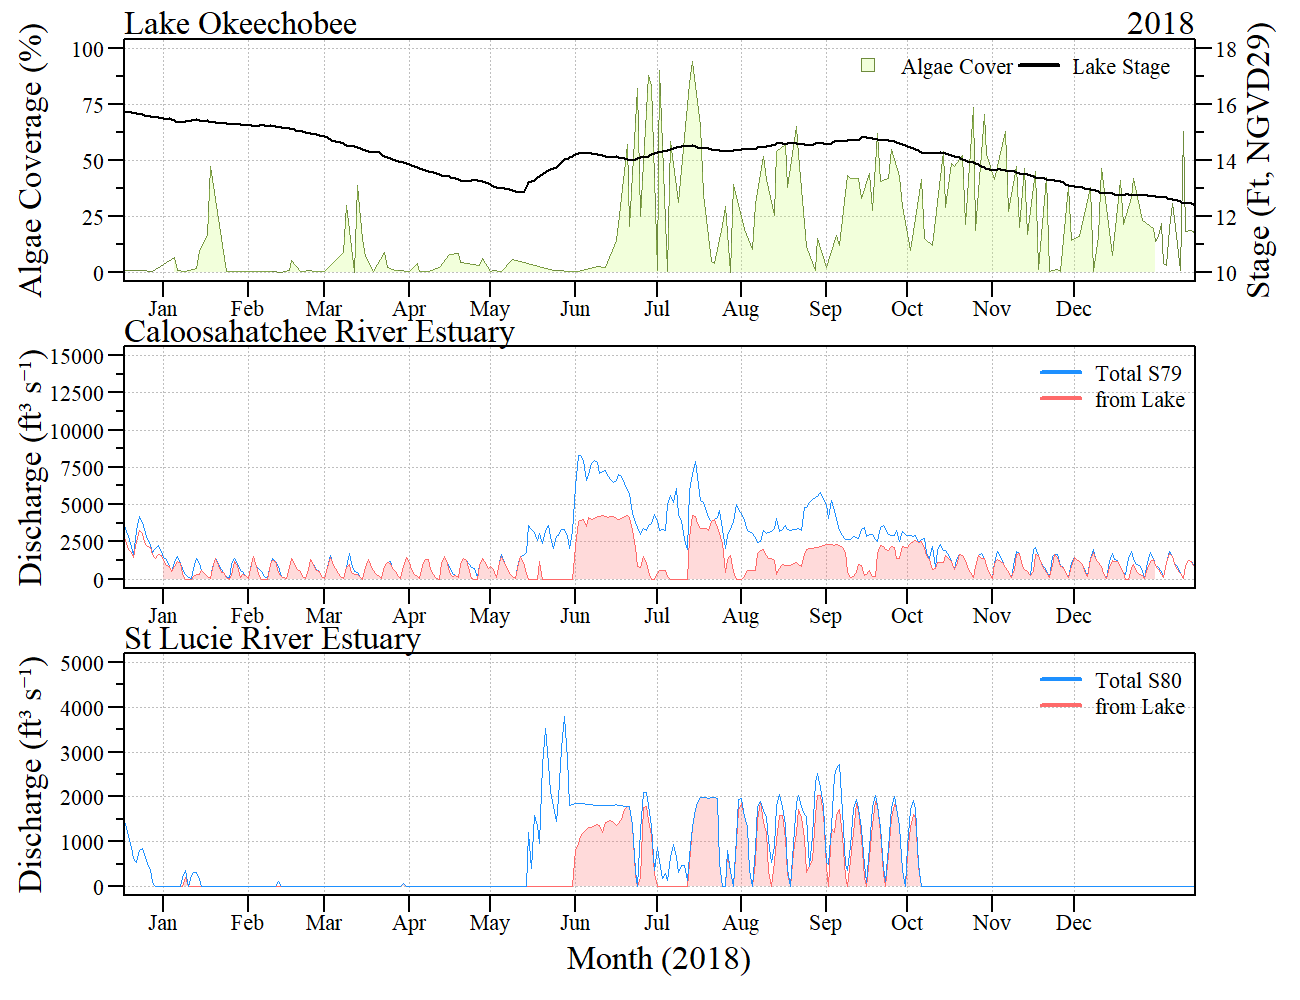 Lake Okeechobee 2018
Algae Coverage (%)
100
75
50
25
0
Algae Cover Lake Stage
18
16
14
12
10
Stage (Ft, NGVD29)
Jan Feb Mar Apr May Jun Jul Aug Sep Oct Nov Dec
Caloosahatchee River Estuary
Discharge (ft³ s⁻¹)
15000
12500
10000
7500
5000
2500
0
Total S79
from Lake
Jan Feb Mar Apr May Jun Jul Aug Sep Oct Nov Dec
St Lucie River Estuary
Discharge (ft³ s⁻¹)
5000
4000
3000
2000
1000
0
Total S80
from Lake
Jan Feb Mar Apr May Jun Jul Aug Sep Oct Nov Dec
Month (2018)